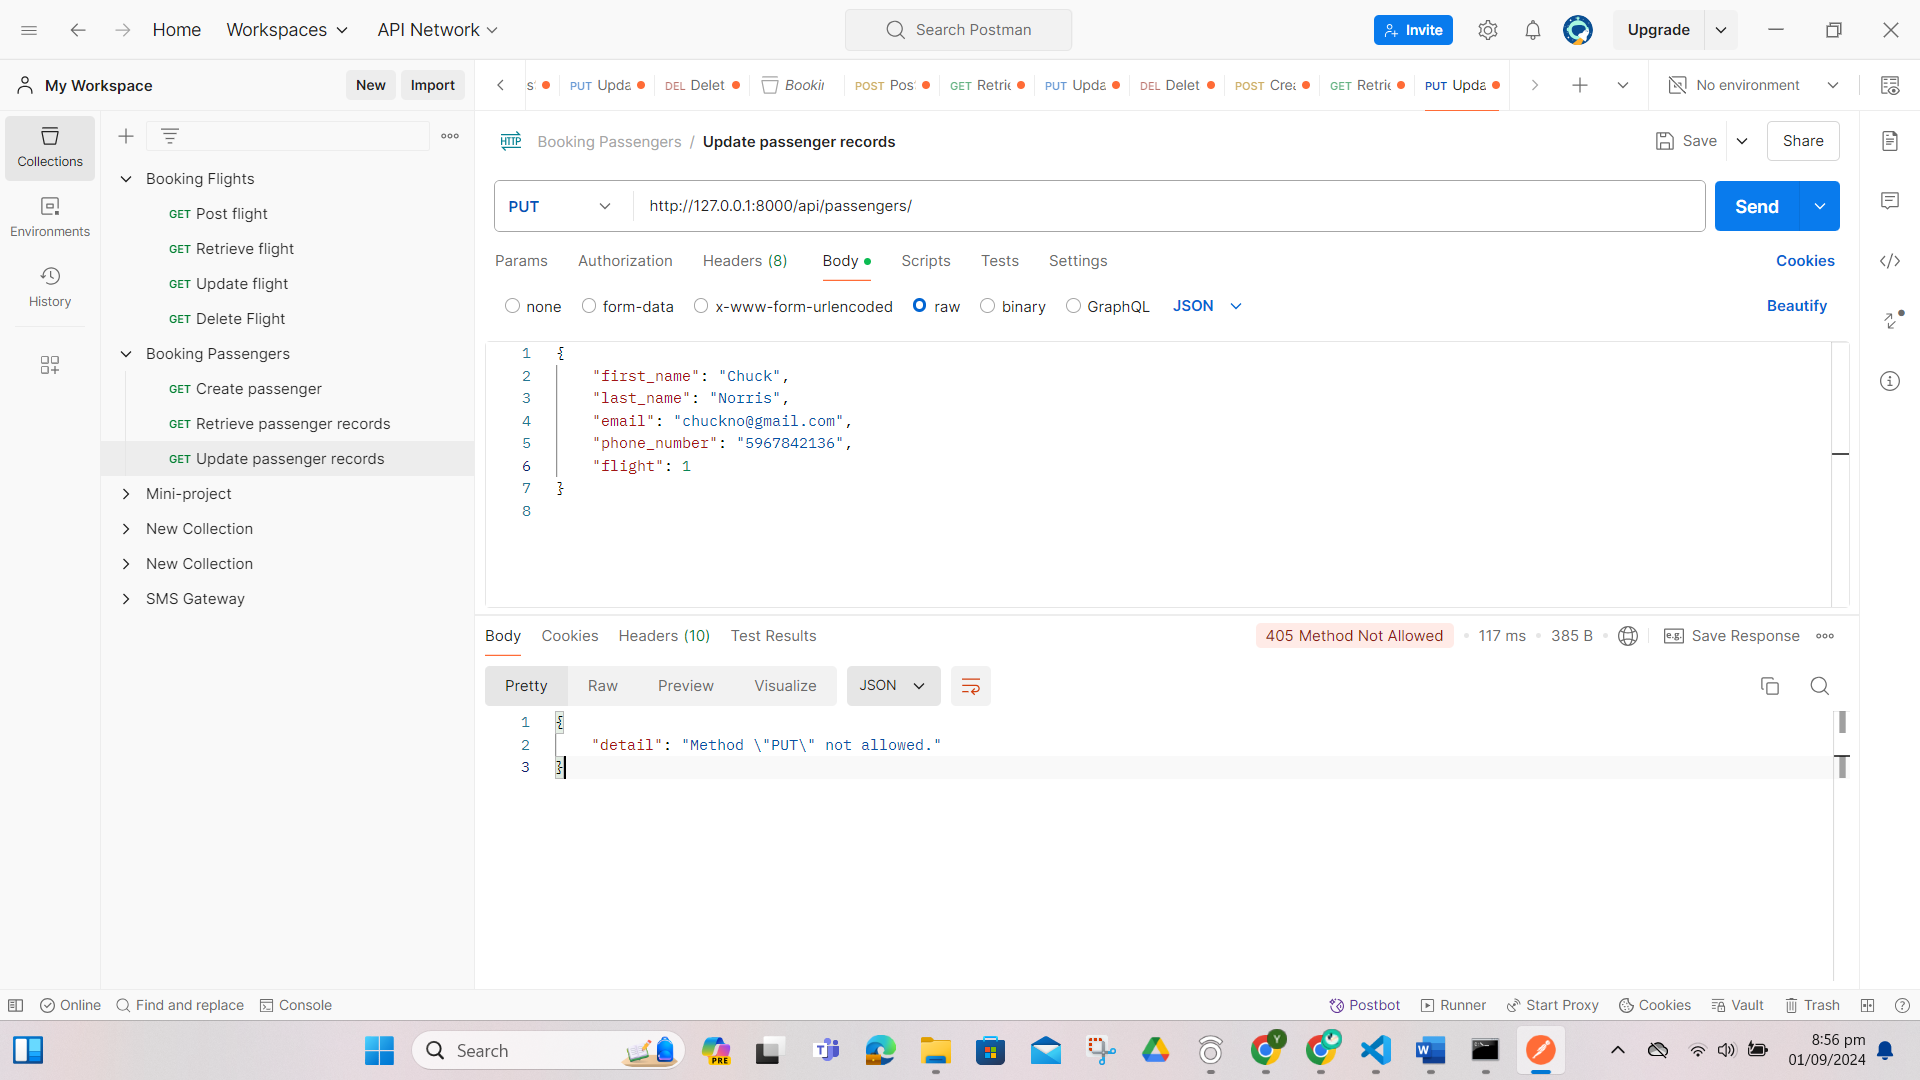 Home Workspaces API Network Search Postman Invite Upgrade
My Workspace New Import
PUT Upda DEL Delet Bookin POST Pos GET Retri PUT Upda DEL Delet POST Crea GET Retri PUT Upda No environment
Collections
Environments
History
Booking Flights
GET Post flight
GET Retrieve flight
GET Update flight
GET Delete Flight
Booking Passengers
GET Create passenger
GET Retrieve passenger records
GET Update passenger records
Mini-project
New Collection
New Collection
SMS Gateway
HTTP Booking Passengers / Update passenger records Save Share
PUT http://127.0.0.1:8000/api/passengers/ Send
Params Authorization Headers (8) Body Scripts Tests Settings Cookies
none form-data x-www-form-urlencoded raw binary GraphQL JSON Beautify
1 {
2 "first_name": "Chuck",
3 "last_name": "Norris",
4 "email": "chuckno@gmail.com",
5 "phone_number": "5967842136",
6 "flight": 1
7 }
8
Body Cookies Headers (10) Test Results 405 Method Not Allowed 117 ms 385 B e.g. Save Response
Pretty Raw Preview Visualize JSON
1 {
2 "detail": "Method \"PUT\" not allowed."
3 }
Online Find and replace Console Postbot Runner Start Proxy Cookies Vault Trash
Search PRE Y 8:56 pm
01/09/2024